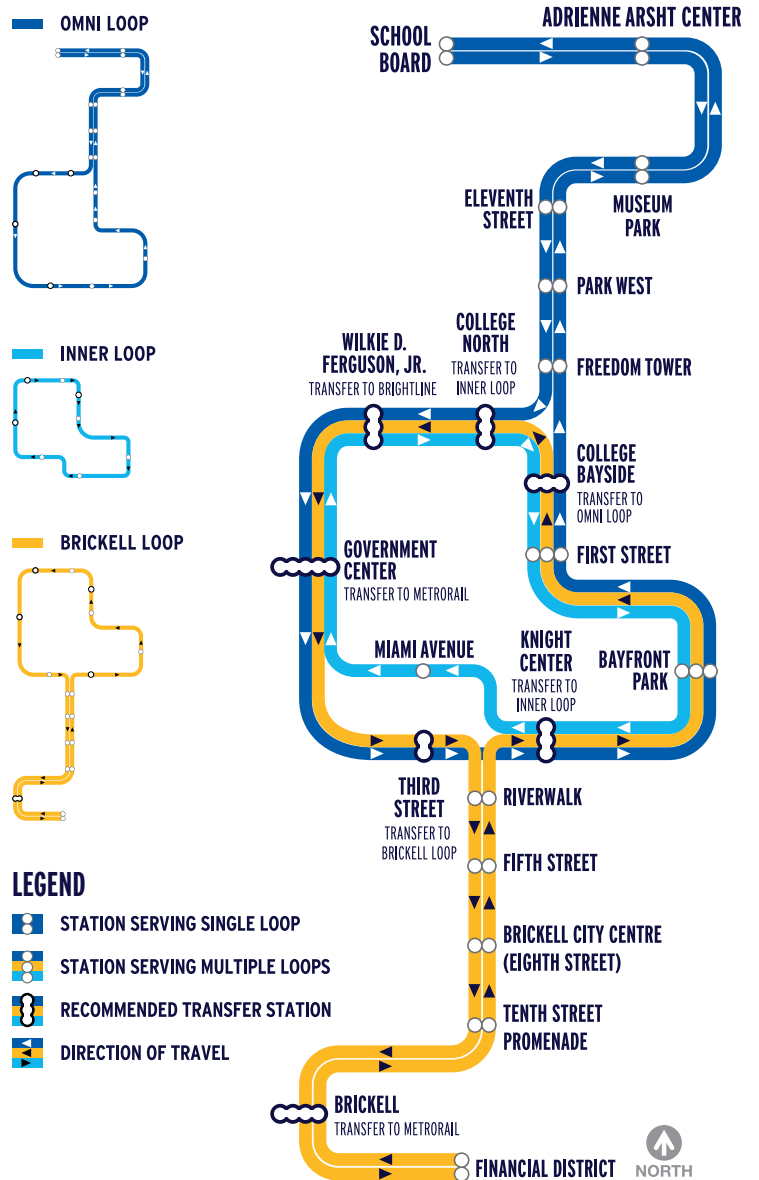 OMNI LOOP
INNER LOOP
BRICKELL LOOP
LEGEND
STATION SERVING SINGLE LOOP
STATION SERVING MULTIPLE LOOPS
RECOMMENDED TRANSFER STATION
DIRECTION OF TRAVEL
ADRIENNE ARSHT CENTER
SCHOOL
BOARD
MUSEUM
PARK
ELEVENTH
STREET
PARK WEST
FREEDOM TOWER
COLLEGE
NORTH
TRANSFER TO
INNER LOOP
WILKIE D.
FERGUSON, JR.
TRANSFER TO BRIGHTLINE
COLLEGE
BAYSIDE
TRANSFER TO
OMNI LOOP
FIRST STREET
GOVERNMENT
CENTER
TRANSFER TO METRORAIL
MIAMI AVENUE
KNIGHT
CENTER
TRANSFER TO
INNER LOOP
BAYFRONT
PARK
THIRD
STREET
TRANSFER TO
BRICKELL LOOP
RIVERWALK
FIFTH STREET
BRICKELL CITY CENTRE
(EIGHTH STREET)
TENTH STREET
PROMENADE
BRICKELL
TRANSFER TO METRORAIL
FINANCIAL DISTRICT
NORTH